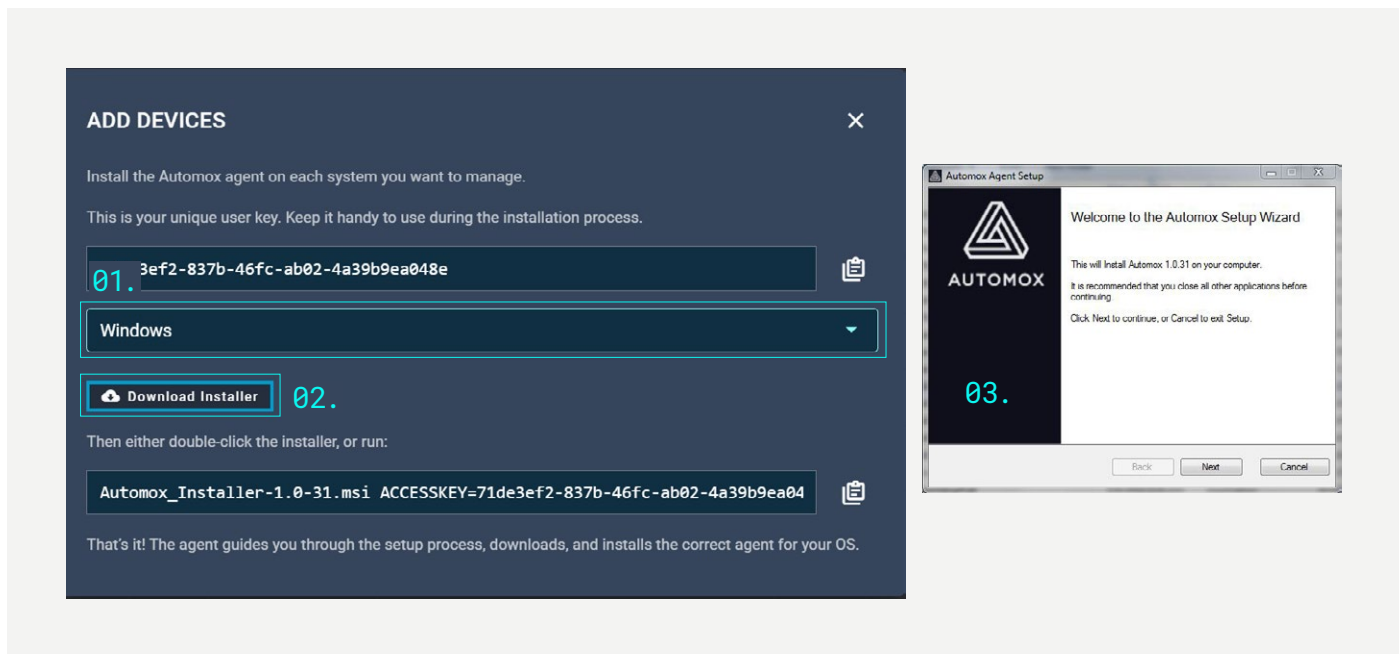 ADD DEVICES
Install the Automox agent on each system you want to manage.
This is your unique user key. Keep it handy to use during the installation process.
01.
3ef2-837b-46fc-ab02-4a39b9ea048e
Windows
Download Installer
02.
Then either double-click the installer, or run:
Automox_Installer-1.0-31.msi ACCESSKEY=71de3ef2-837b-46fc-ab02-4a39b9ea04
That's it! The agent guides you through the setup process, downloads, and installs the correct agent for your OS.
Automox Agent Setup
AUTOMOX
Welcome to the Automox Setup Wizard
This will Install Automox 1.0.31 on your computer.
It is recommended that you close all other applications before
continuing.
Click Next to continue, or Cancel to exit Setup.
03.
Back
Next
Cancel